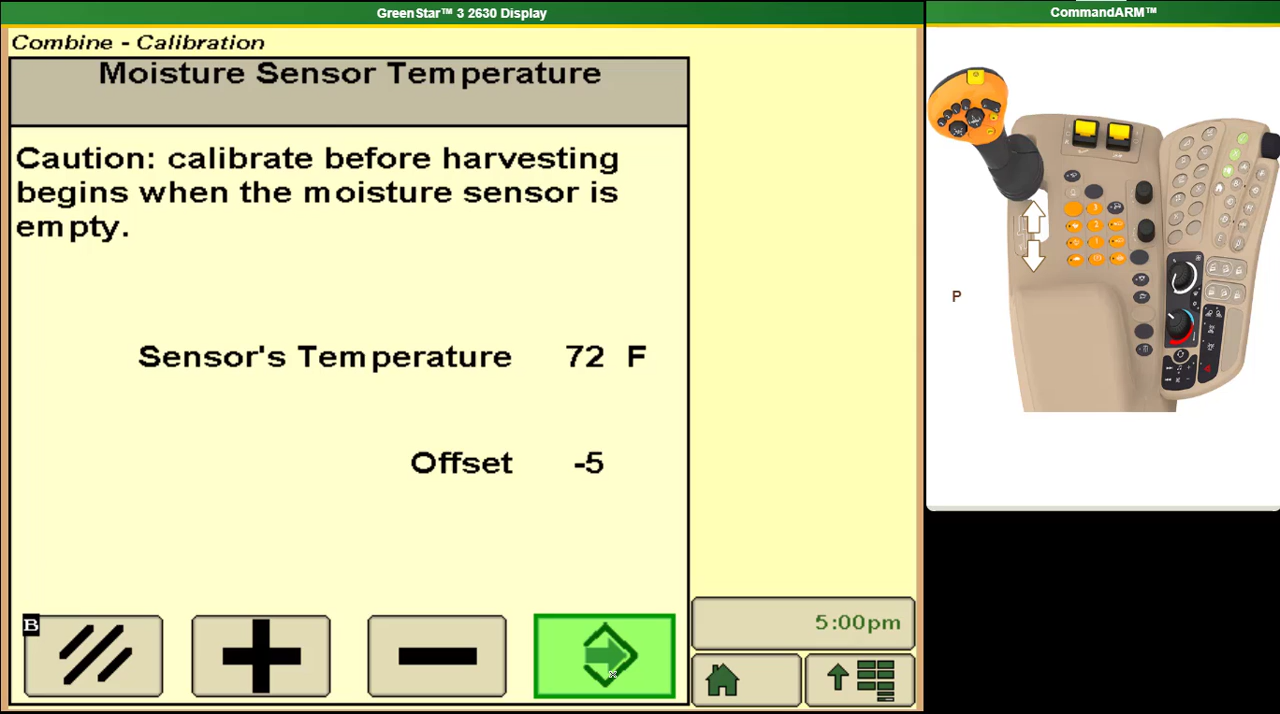 GreenStar™ 3 2630 Display
CommandARM™
Combine - Calibration
Moisture Sensor Temperature
Caution: calibrate before harvesting
begins when the moisture sensor is
empty.
Sensor's Temperature 72 F
Offset -5
P
B
5:00pm